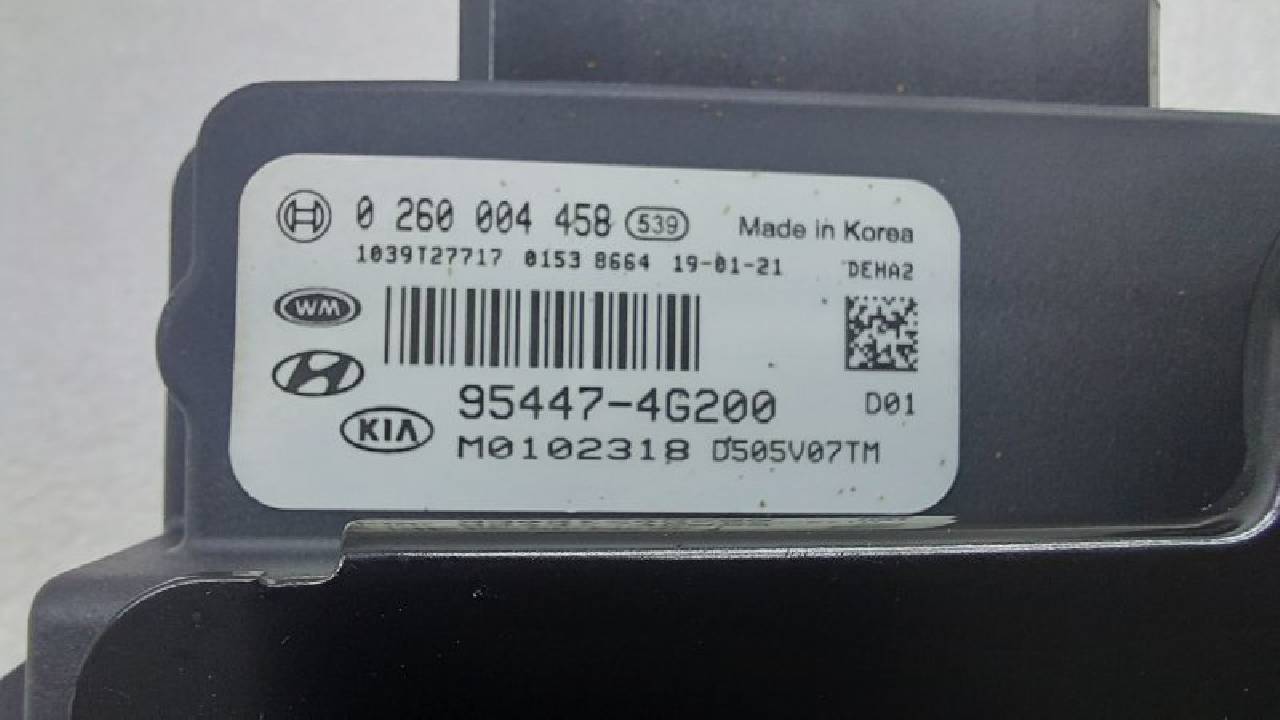 0 260 004 458 539 Made in Korea
1039T27717 0153 8664 19-01-21 DEHA2
WM
95447-4G200 D01
KIA
M0102318 D505V07TM